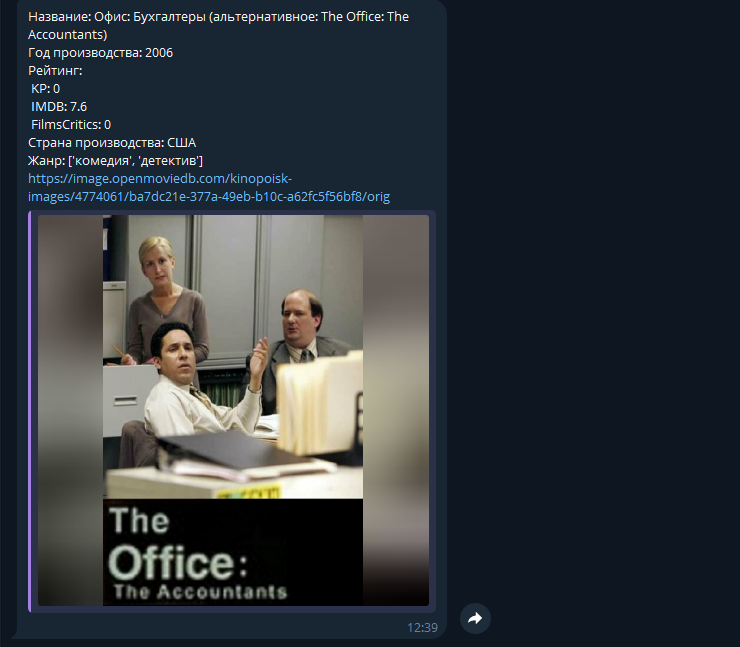 Название: Офис: Бухгалтеры (альтернативное: The Office: The
Accountants)
Год производства: 2006
Рейтинг:
KP: 0
IMDB: 7.6
FilmsCritics: 0
Страна производства: США
Жанр: ['комедия', 'детектив']
https://image.openmoviedb.com/kinopoisk-
images/4774061/ba7dc21e-377a-49eb-b10c-a62fc5f56bf8/orig
The
Office:
The Accountants
12:39